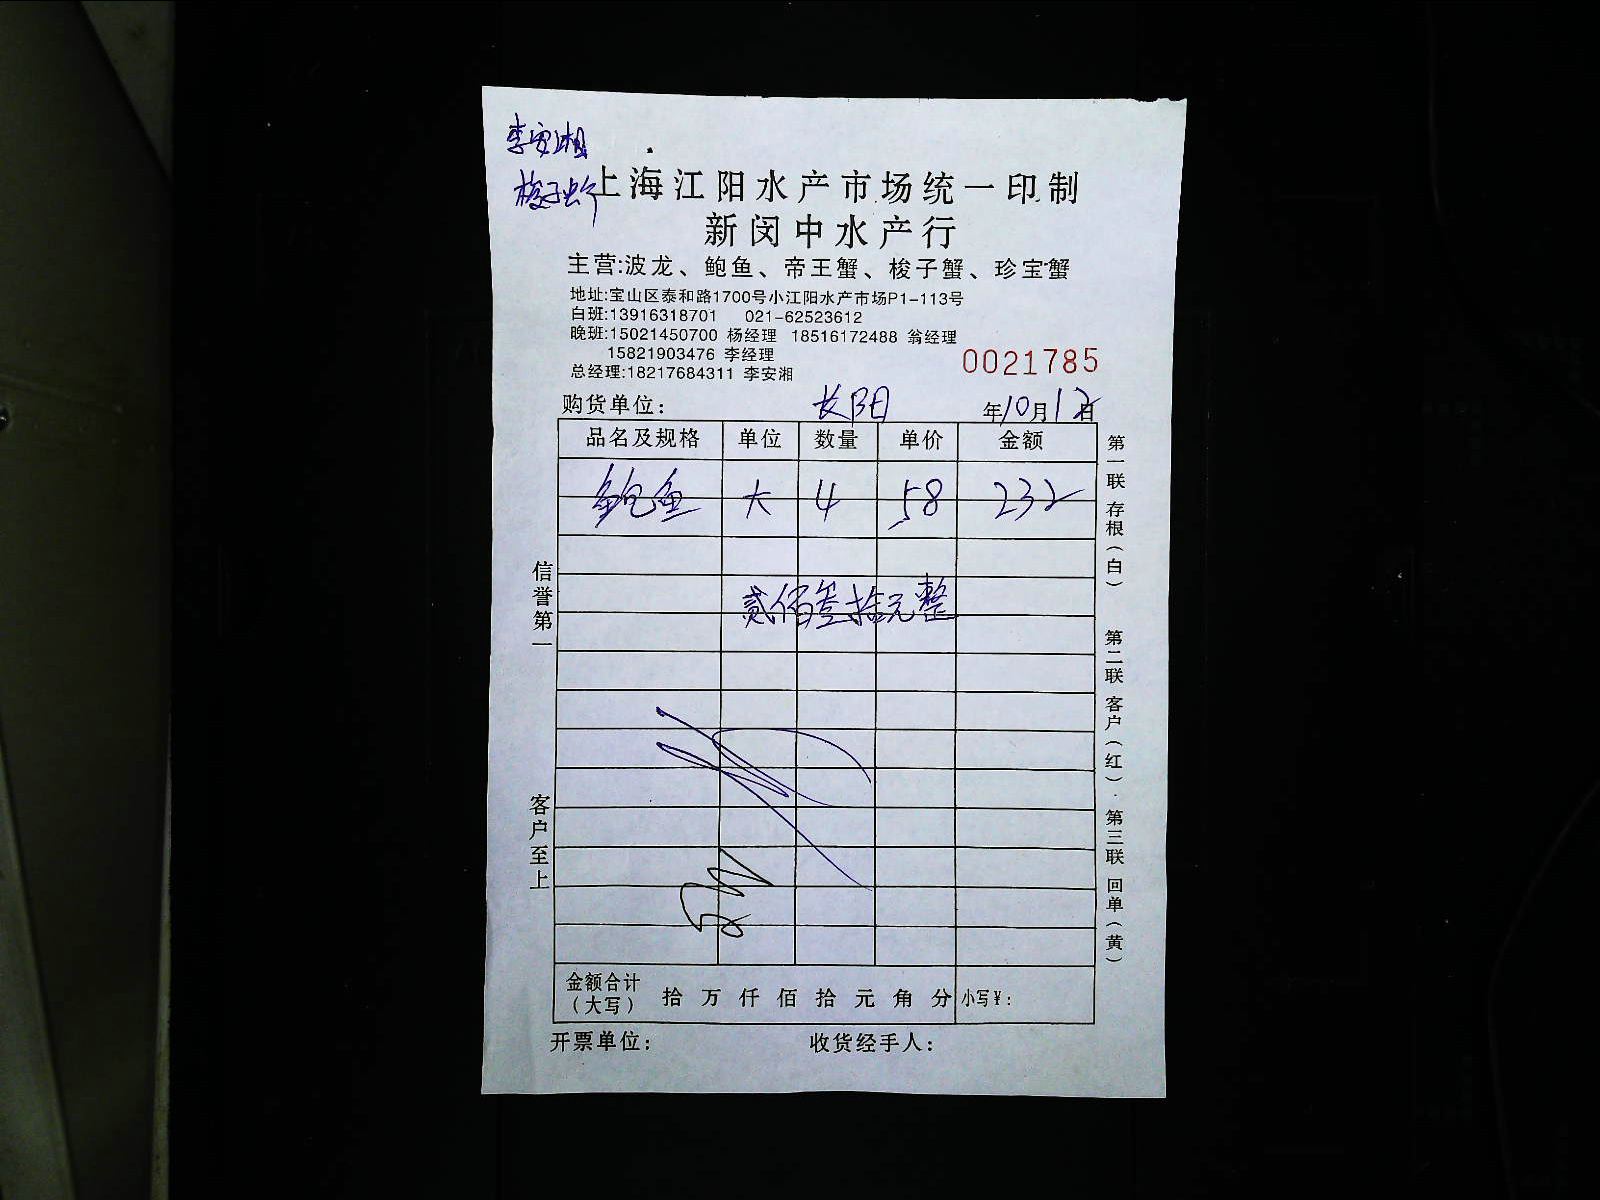 李安湘
梭子蟹
上海江阳水产市场统一印制
新闵中水产行
主营:波龙、鲍鱼、帝王蟹、梭子蟹、珍宝蟹
地址:宝山区泰和路1700号小江阳水产市场P1-113号
白班:13916318701 021-62523612
晚班:15021450700 杨经理 18516172488 翁经理
15821903476 李经理
总经理:18217684311 李安湘
0021785
购货单位: 长阳 年10月12日
品名及规格 单位 数量 单价 金额
鲍鱼 大 4 58 232
贰佰叁拾元整
金额合计(大写) 拾 万 仟 佰 拾 元 角 分 小写¥:
开票单位: 收货经手人:
信誉第一
客户至上
第一联 存根(白)
第二联 客户(红)
第三联 回单(黄)